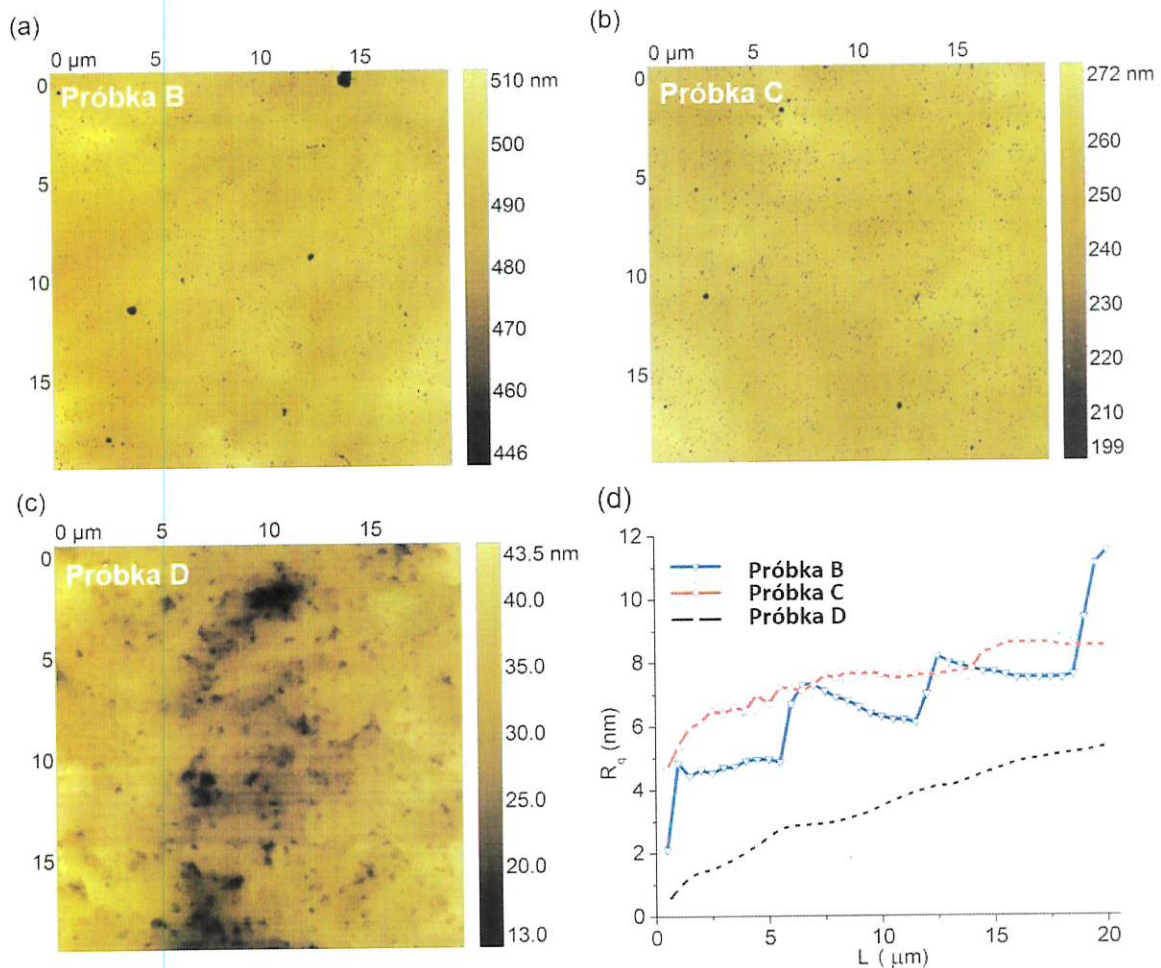 (a)
0 µm 5 10 15
0
5
10
15
Próbka B
510 nm
500
490
480
470
460
446
(b)
0 µm 5 10 15
0
5
10
15
Próbka C
272 nm
260
250
240
230
220
210
199
(c)
0 µm 5 10 15
0
5
10
15
Próbka D
43.5 nm
40.0
35.0
30.0
25.0
20.0
13.0
(d)
12
10
8
6
4
2
0
Rq (nm)
Próbka B
Próbka C
Próbka D
0 5 10 15 20
L ( µm)